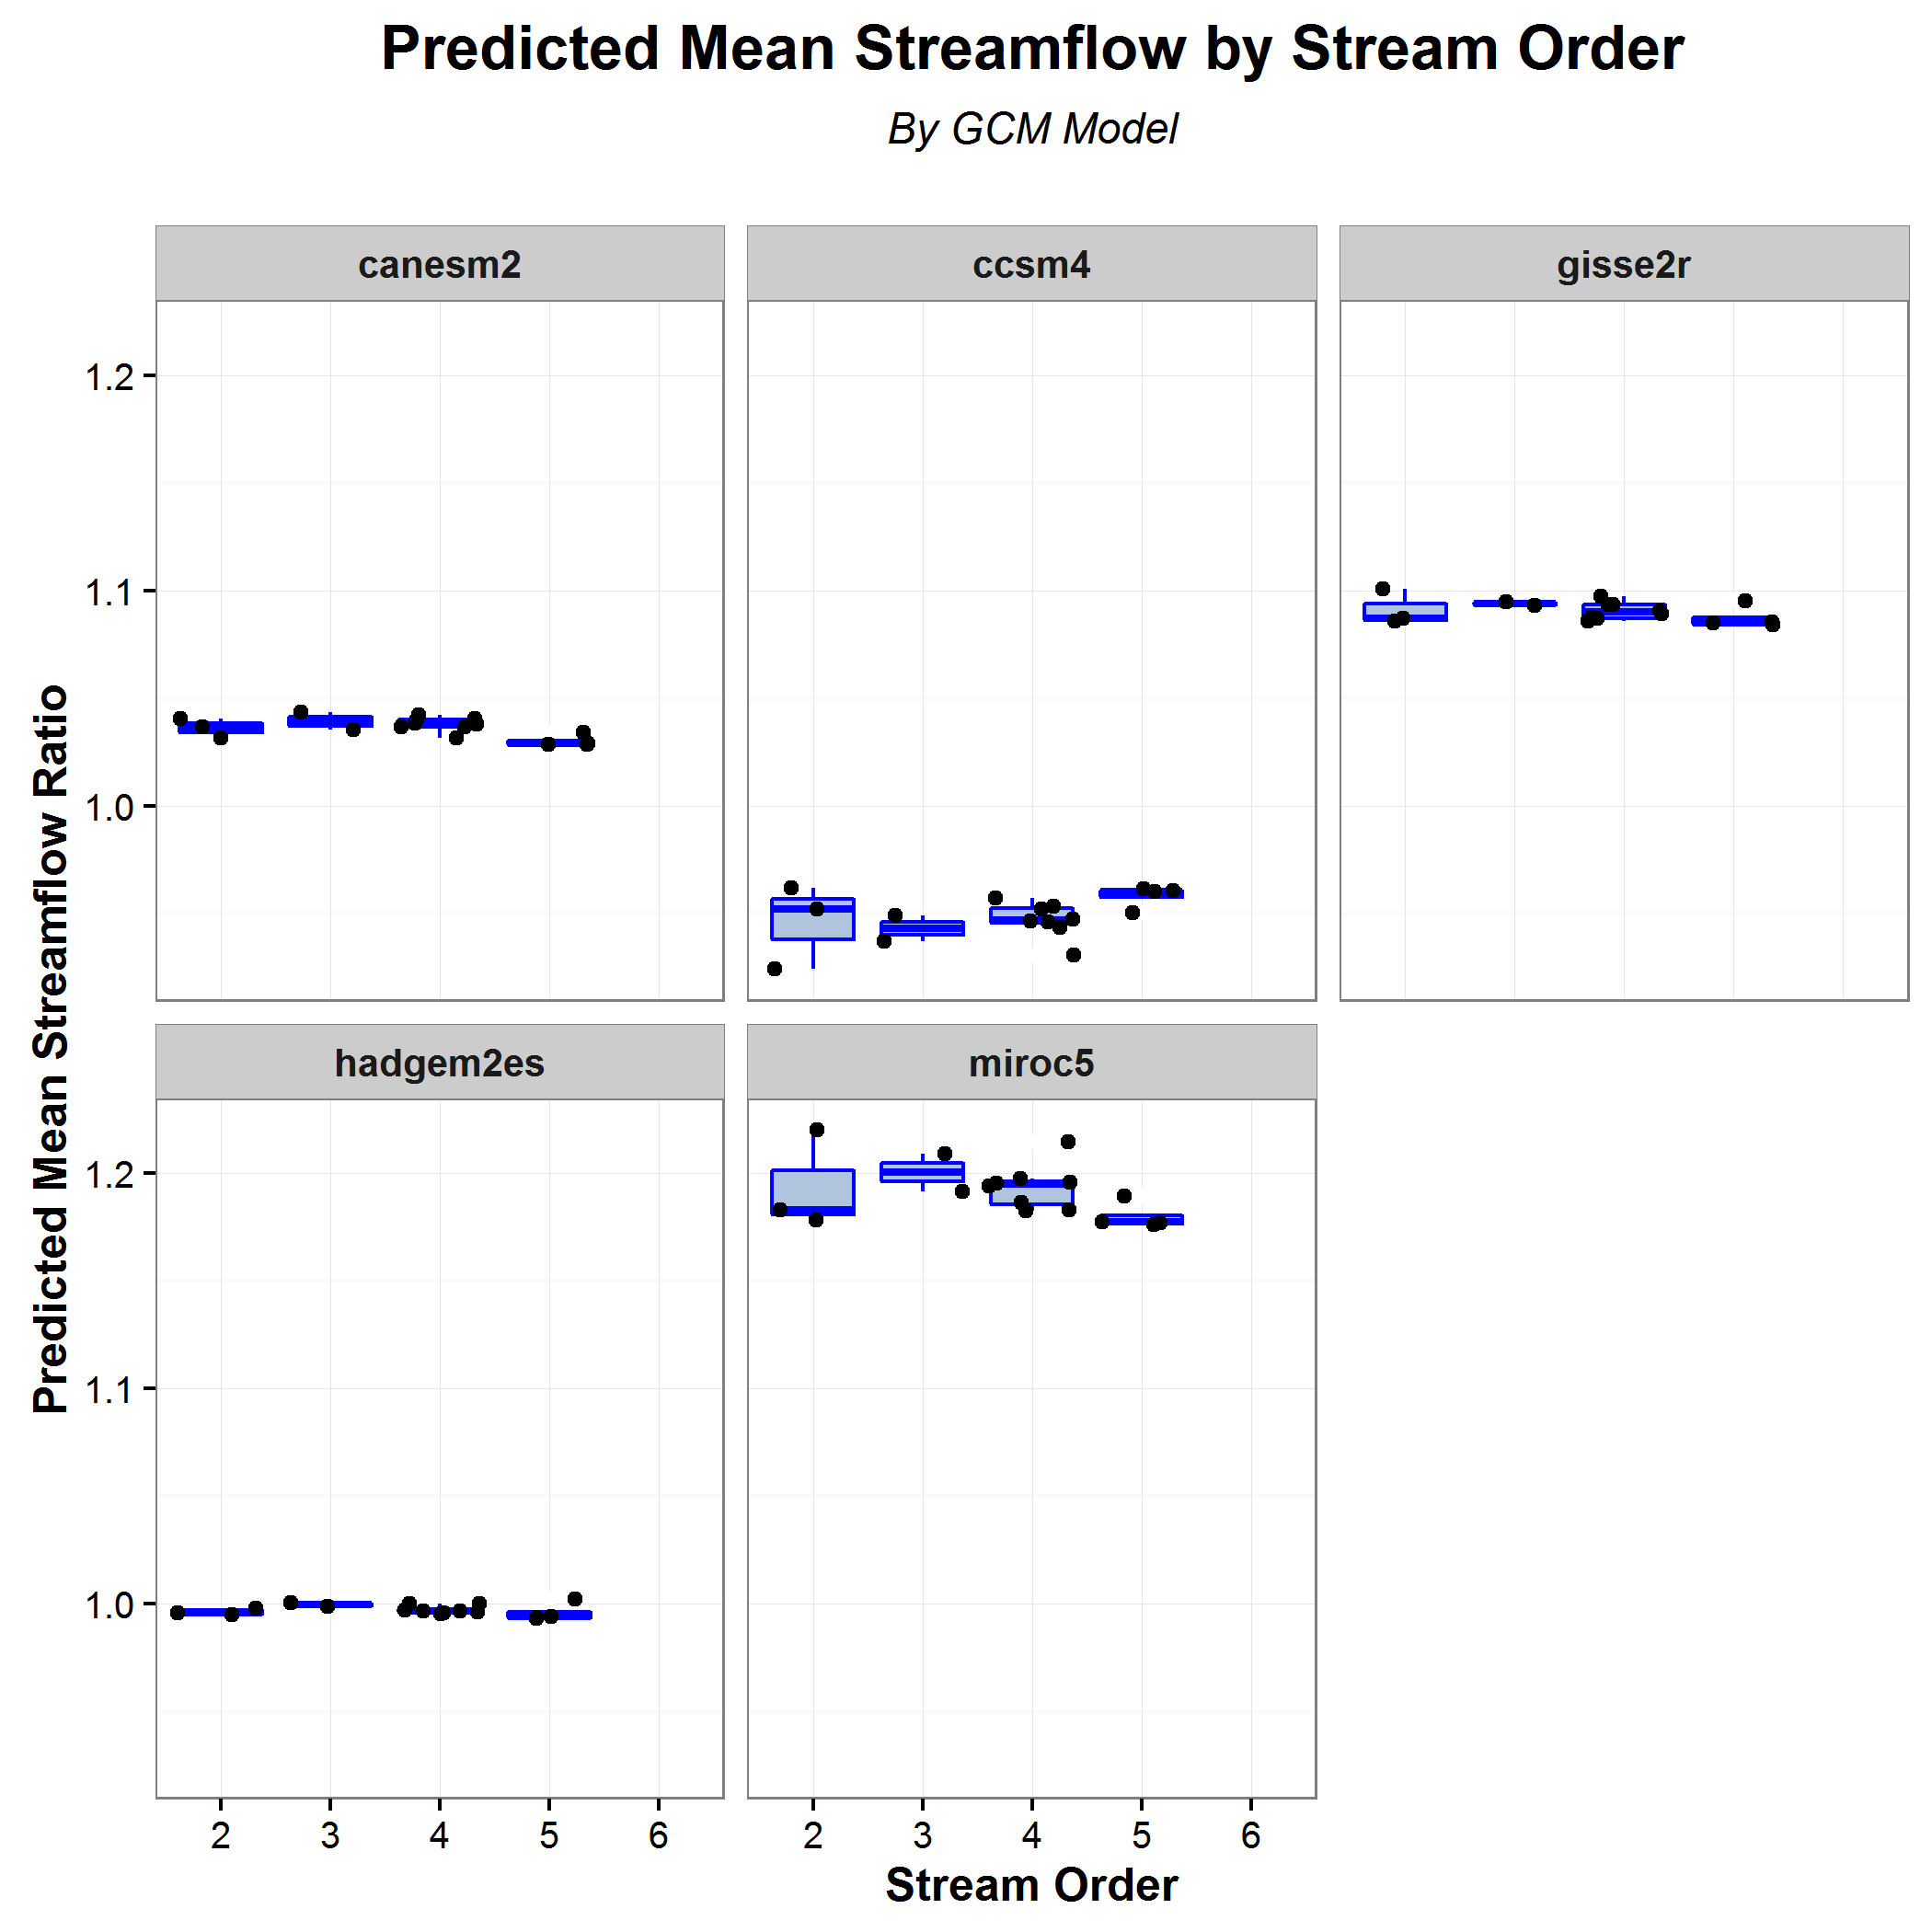 Predicted Mean Streamflow by Stream Order
By GCM Model
canesm2
ccsm4
gisse2r
1.2
1.1
1.0
Predicted Mean Streamflow Ratio
hadgem2es
miroc5
1.2
1.1
1.0
2 3 4 5 6
2 3 4 5 6
Stream Order